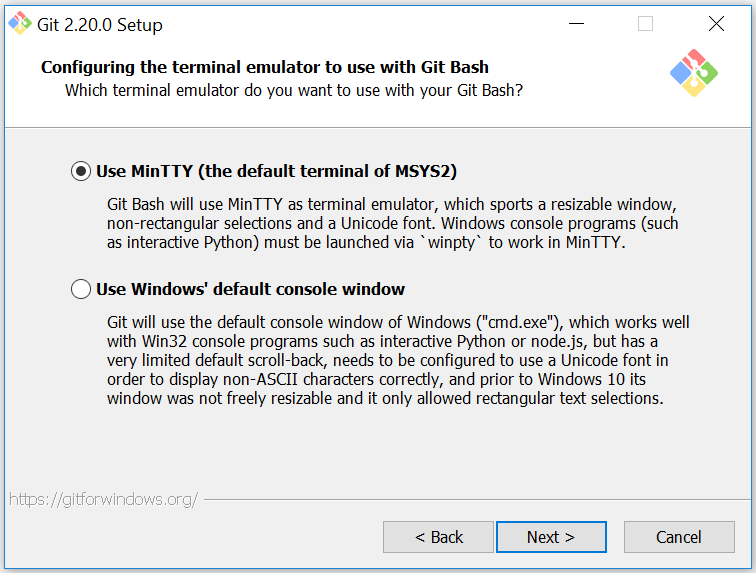 Git 2.20.0 Setup
Configuring the terminal emulator to use with Git Bash
Which terminal emulator do you want to use with your Git Bash?
Use MinTTY (the default terminal of MSYS2)
Git Bash will use MinTTY as terminal emulator, which sports a resizable window,
non-rectangular selections and a Unicode font. Windows console programs (such
as interactive Python) must be launched via `winpty` to work in MinTTY.
Use Windows' default console window
Git will use the default console window of Windows ("cmd.exe"), which works well
with Win32 console programs such as interactive Python or node.js, but has a
very limited default scroll-back, needs to be configured to use a Unicode font in
order to display non-ASCII characters correctly, and prior to Windows 10 its
window was not freely resizable and it only allowed rectangular text selections.
https://gitforwindows.org/
< Back
Next >
Cancel